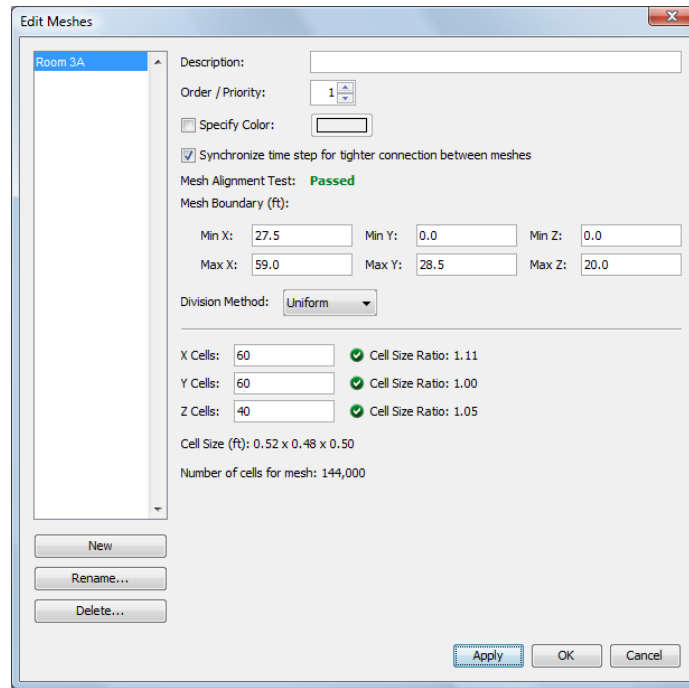 Edit Meshes
Room 3A
Description:
Order / Priority: 1
Specify Color:
Synchronize time step for tighter connection between meshes
Mesh Alignment Test: Passed
Mesh Boundary (ft):
Min X: 27.5 Min Y: 0.0 Min Z: 0.0
Max X: 59.0 Max Y: 28.5 Max Z: 20.0
Division Method: Uniform
X Cells: 60 Cell Size Ratio: 1.11
Y Cells: 60 Cell Size Ratio: 1.00
Z Cells: 40 Cell Size Ratio: 1.05
Cell Size (ft): 0.52 x 0.48 x 0.50
Number of cells for mesh: 144,000
New
Rename...
Delete...
Apply OK Cancel